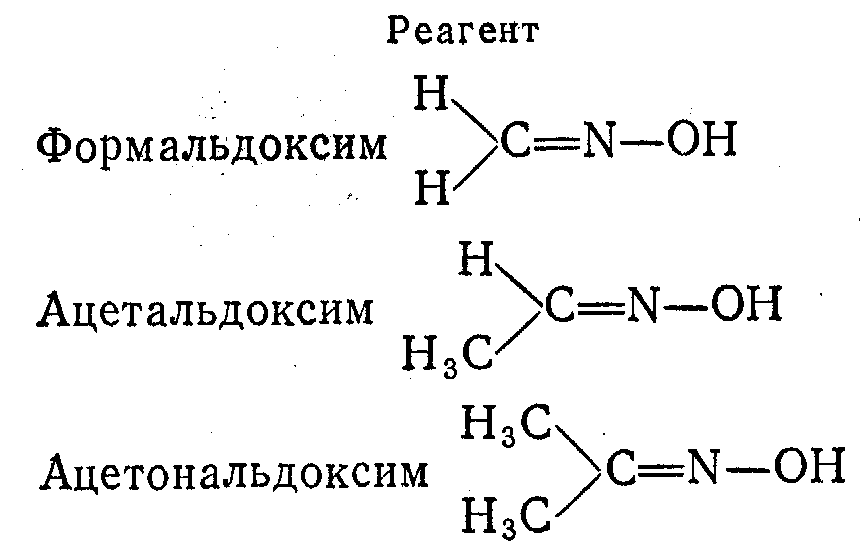 Реагент
H
Формальдоксим C=N—OH
H
H
Ацетальдоксим C=N—OH
H₃C
H₃C
Ацетональдоксим C=N—OH
H₃C